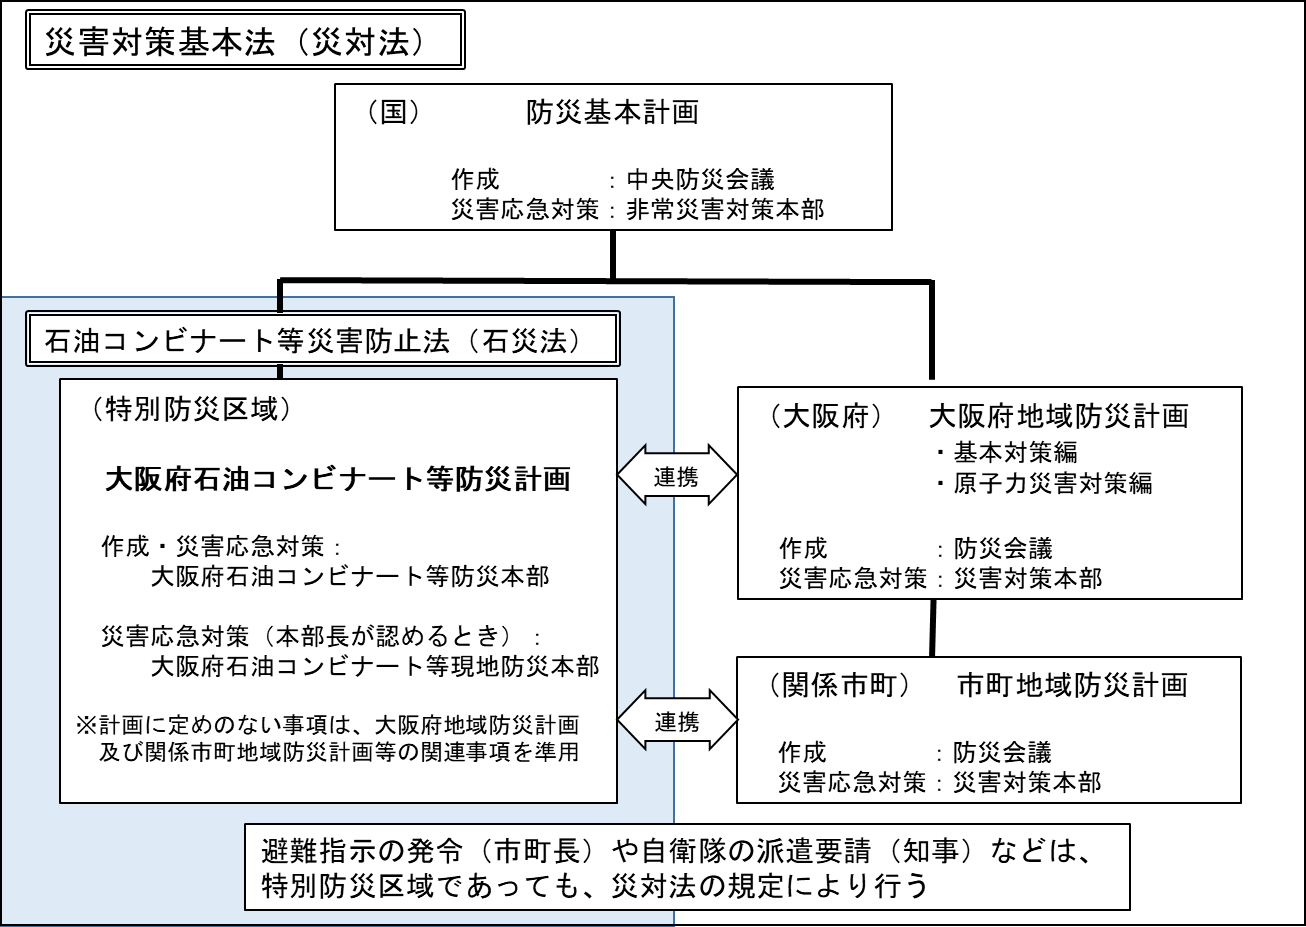 災害対策基本法（災対法）
（国）　防災基本計画
作成　：中央防災会議
災害応急対策：非常災害対策本部
石油コンビナート等災害防止法（石災法）
（特別防災区域）
大阪府石油コンビナート等防災計画
作成・災害応急対策：
大阪府石油コンビナート等防災本部
災害応急対策（本部長が認めるとき）：
大阪府石油コンビナート等現地防災本部
※計画に定めのない事項は、大阪府地域防災計画
及び関係市町地域防災計画等の関連事項を準用
連携
連携
（大阪府）　大阪府地域防災計画
・基本対策編
・原子力災害対策編
作成　：防災会議
災害応急対策：災害対策本部
（関係市町）　市町地域防災計画
作成　：防災会議
災害応急対策：災害対策本部
避難指示の発令（市町長）や自衛隊の派遣要請（知事）などは、
特別防災区域であっても、災対法の規定により行う